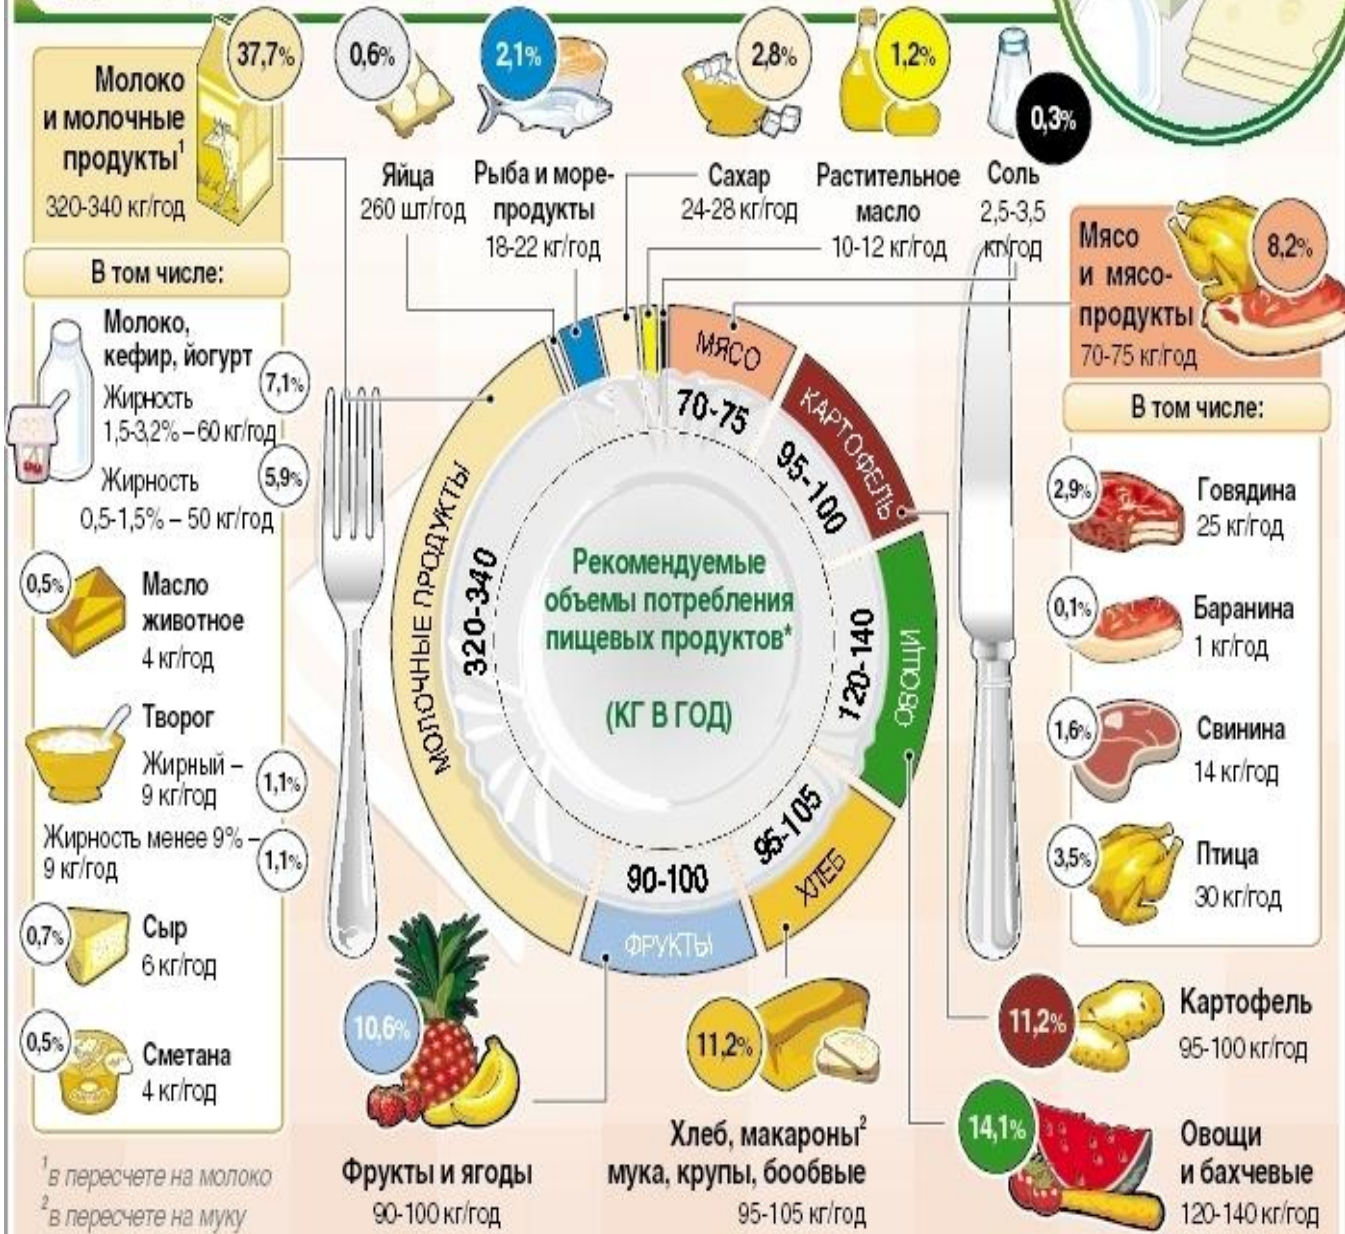 Молоко
и молочные
продукты¹
320-340 кг/год
37,7%
0,6%
Яйца
260 шт/год
2,1%
Рыба и море-
продукты
18-22 кг/год
2,8%
Сахар
24-28 кг/год
1,2%
Растительное
масло
10-12 кг/год
0,3%
Соль
2,5-3,5
кг/год
Мясо
и мясо-
продукты
70-75 кг/год
8,2%
В том числе:
Молоко,
кефир, йогурт
Жирность
1,5-3,2% – 60 кг/год
7,1%
Жирность
0,5-1,5% – 50 кг/год
5,9%
0,5%
Масло
животное
4 кг/год
Творог
Жирный –
9 кг/год
1,1%
Жирность менее 9% –
9 кг/год
1,1%
0,7%
Сыр
6 кг/год
0,5%
Сметана
4 кг/год
¹в пересчете на молоко
²в пересчете на муку
МЯСО
70-75
КАРТОФЕЛЬ
95-100
ОВОЩИ
120-140
ХЛЕБ
95-105
ФРУКТЫ
90-100
МОЛОЧНЫЕ ПРОДУКТЫ
320-340
Рекомендуемые
объемы потребления
пищевых продуктов*
(КГ В ГОД)
В том числе:
2,9%
Говядина
25 кг/год
0,1%
Баранина
1 кг/год
1,6%
Свинина
14 кг/год
3,5%
Птица
30 кг/год
10,6%
Фрукты и ягоды
90-100 кг/год
11,2%
Хлеб, макароны²
мука, крупы, бообвые
95-105 кг/год
11,2%
Картофель
95-100 кг/год
14,1%
Овощи
и бахчевые
120-140 кг/год